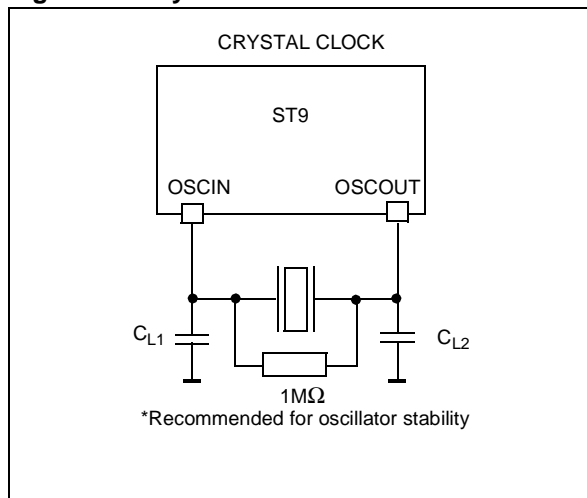 CRYSTAL CLOCK
ST9
OSCIN OSCOUT
CL1 CL2
1MΩ
*Recommended for oscillator stability